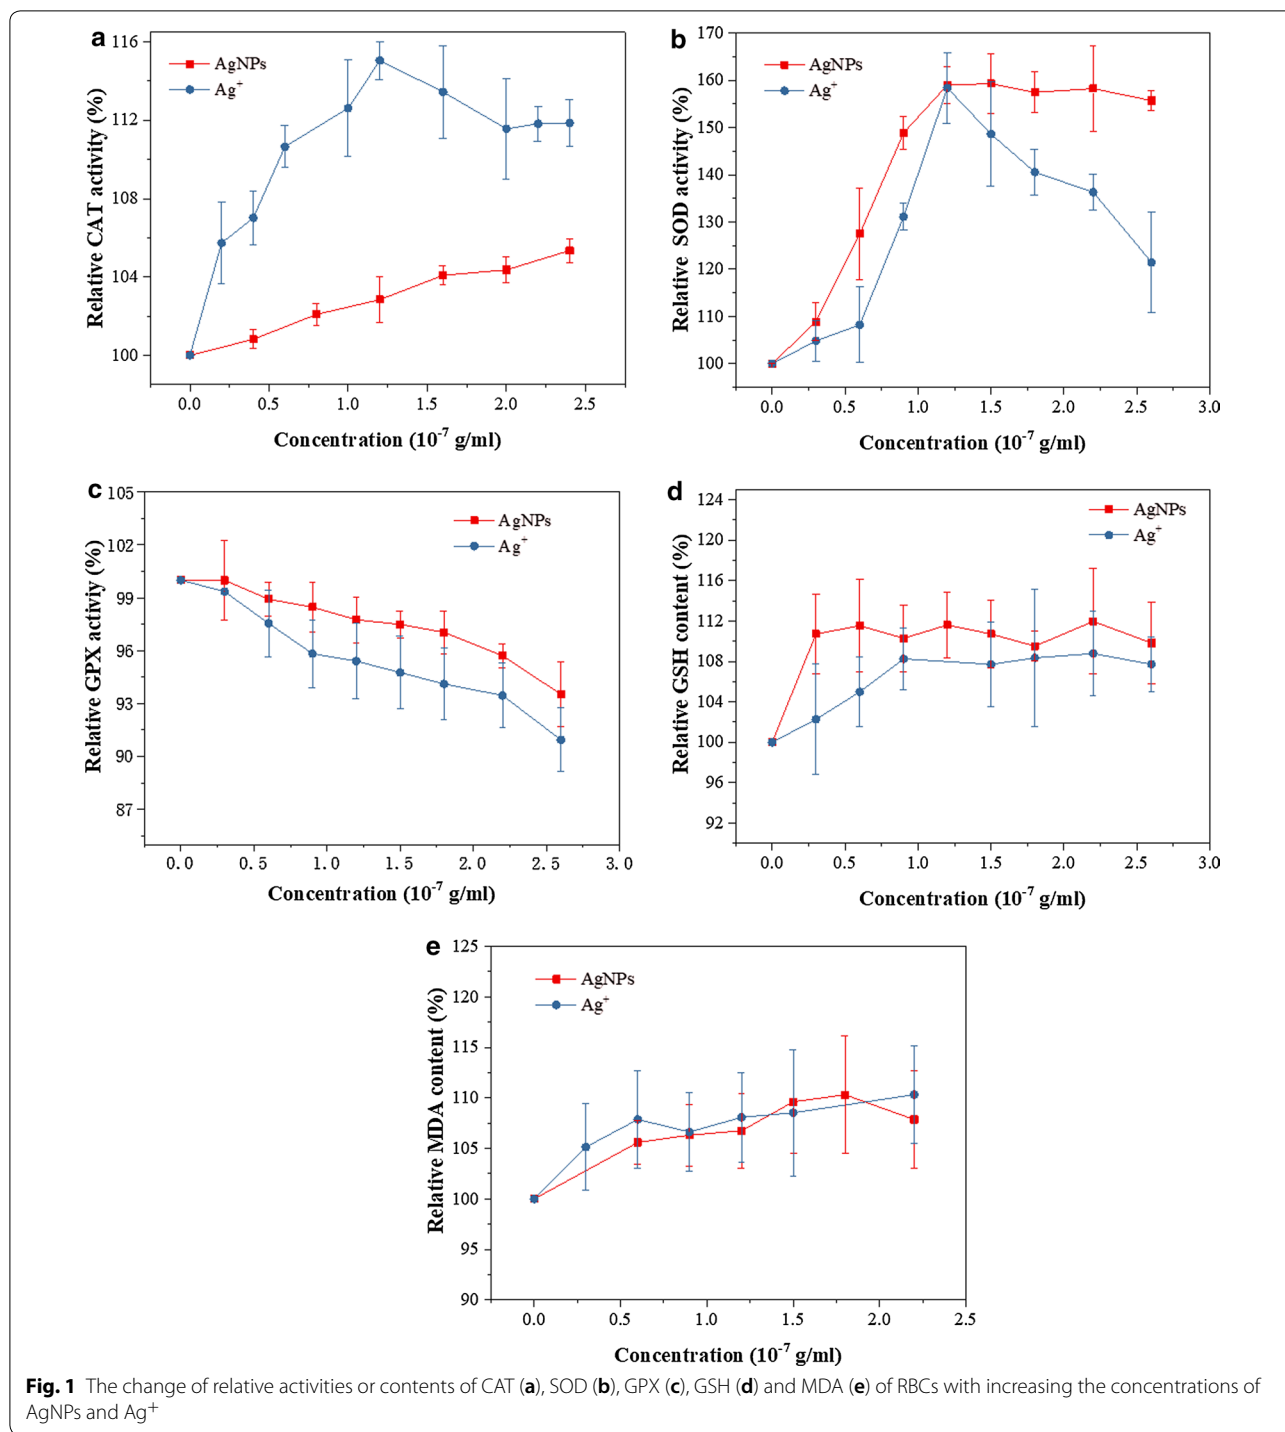 a
116
112
108
104
100
Relative CAT activity (%)
AgNPs
Ag+
0.0 0.5 1.0 1.5 2.0 2.5
Concentration (10-7 g/ml)
b
170
160
150
140
130
120
110
100
Relative SOD activity (%)
AgNPs
Ag+
0.0 0.5 1.0 1.5 2.0 2.5 3.0
Concentration (10-7 g/ml)
c
105
102
99
96
93
90
87
Relative GPX activiy (%)
AgNPs
Ag+
0.0 0.5 1.0 1.5 2.0 2.5 3.0
Concentration (10-7 g/ml)
d
124
120
116
112
108
104
100
96
92
Relative GSH content (%)
AgNPs
Ag+
0.0 0.5 1.0 1.5 2.0 2.5 3.0
Concentration (10-7 g/ml)
e
125
120
115
110
105
100
95
90
Relative MDA content (%)
AgNPs
Ag+
0.0 0.5 1.0 1.5 2.0 2.5
Concentration (10-7 g/ml)
Fig. 1 The change of relative activities or contents of CAT (a), SOD (b), GPX (c), GSH (d) and MDA (e) of RBCs with increasing the concentrations of
AgNPs and Ag+